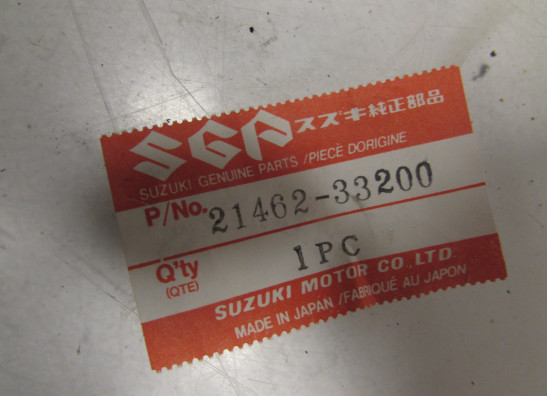 SGP スズキ純正部品
SUZUKI GENUINE PARTS /PIECE DORIGINE
P/No. 21462-33200
Q'ty 1PC
(QTE)
SUZUKI MOTOR CO.,LTD.
MADE IN JAPAN /FABRIQUÉ AU JAPON